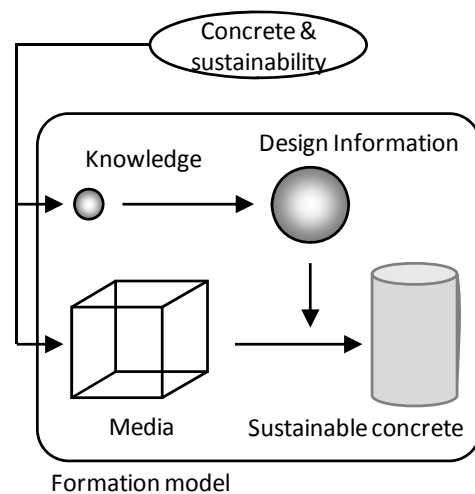 Concrete &
sustainability
Knowledge
Design Information
Media
Sustainable concrete
Formation model